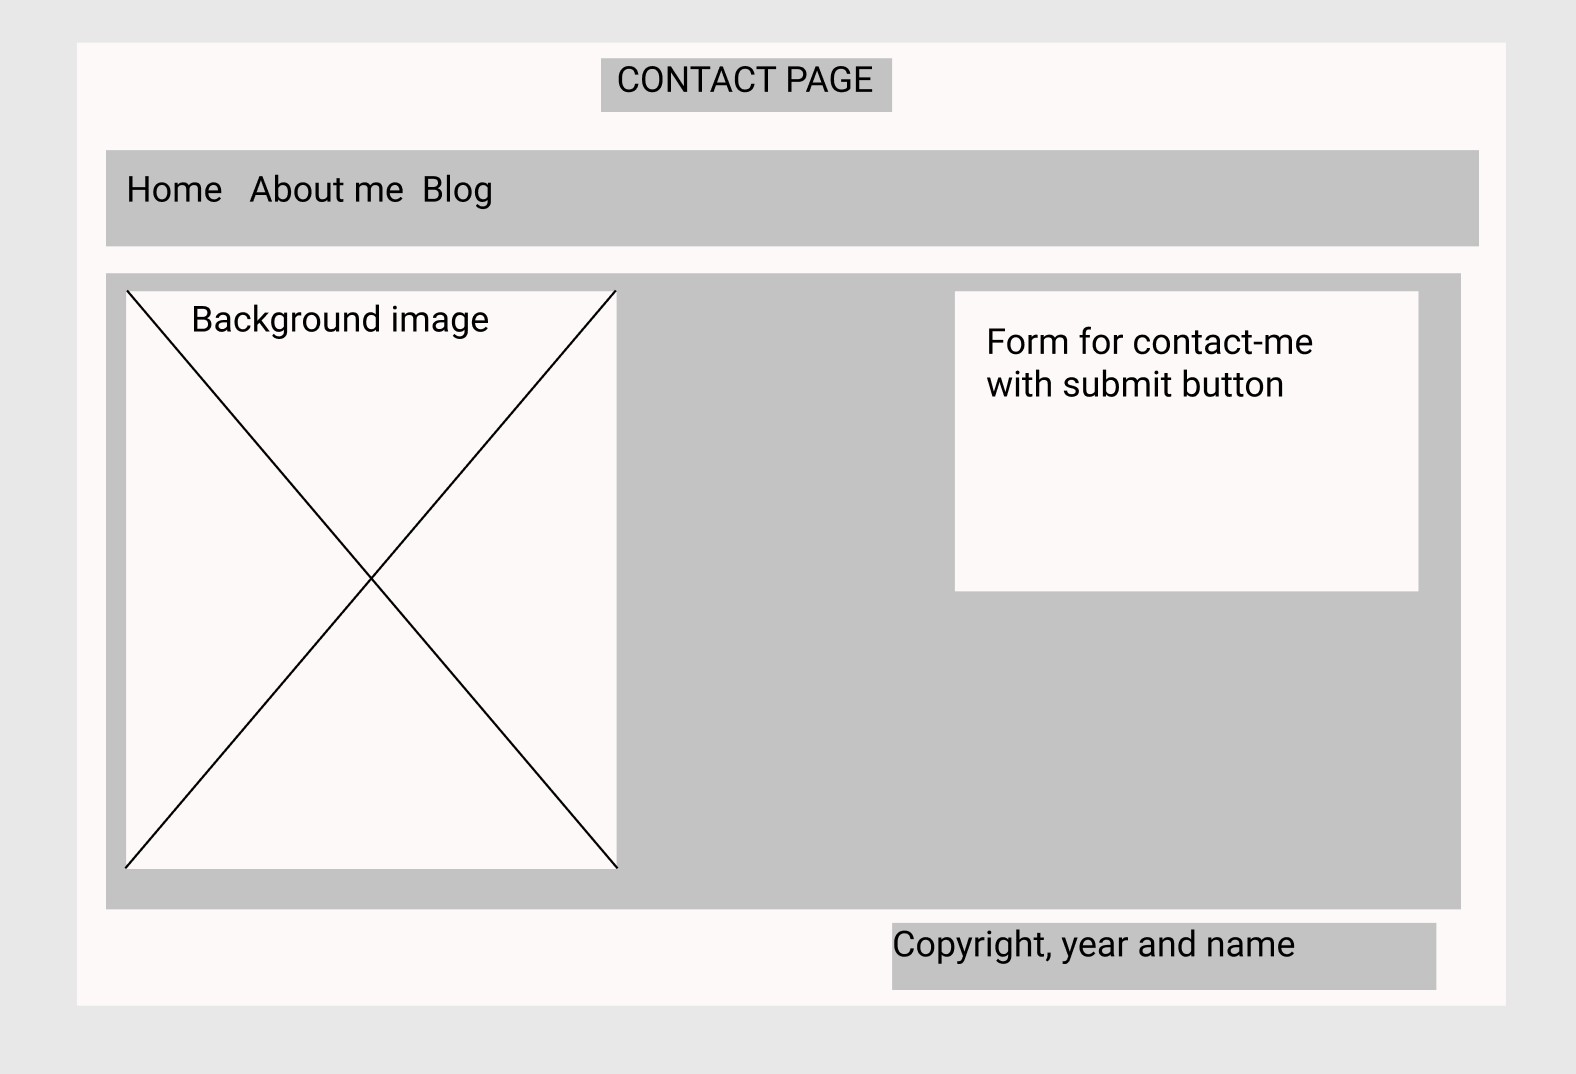 CONTACT PAGE
Home About me Blog
Background image
Form for contact-me
with submit button
Copyright, year and name